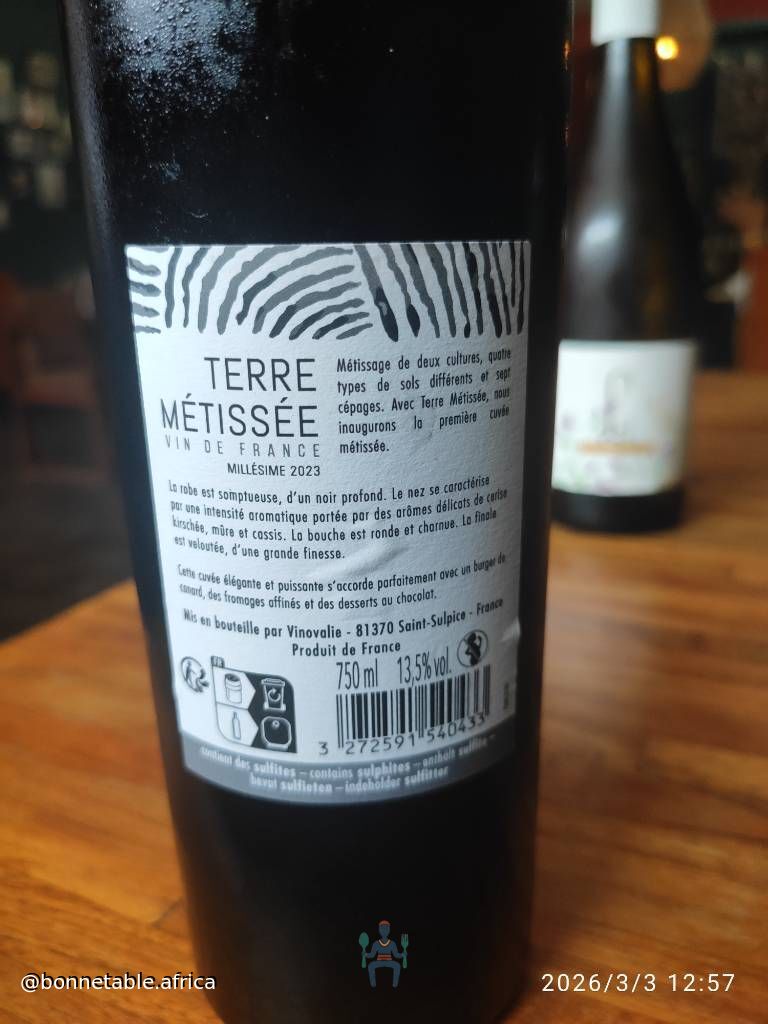 TERRE
MÉTISSÉE
VIN DE FRANCE
MILLÉSIME 2023
Métissage de deux cultures, quatre
types de sols différents et sept
cépages. Avec Terre Métissée, nous
inaugurons la première cuvée
métissée.
La robe est somptueuse, d'un noir profond. Le nez se caractérise
par une intensité aromatique portée par des arômes délicats de cerise
kirschée, mûre et cassis. La bouche est ronde et charnue. La finale
est veloutée, d'une grande finesse.
Cette cuvée élégante et puissante s'accorde parfaitement avec un burger de
canard, des fromages affinés et des desserts au chocolat.
Mis en bouteille par Vinovalie - 81370 Saint-Sulpice - France
Produit de France
FR
750 ml 13,5% vol.
3 272591 540433
contient des sulfites – contains sulphites – enthält sulfite –
bevat sulfieten – indeholder sulfitter
@bonnetable.africa
2026/3/3 12:57